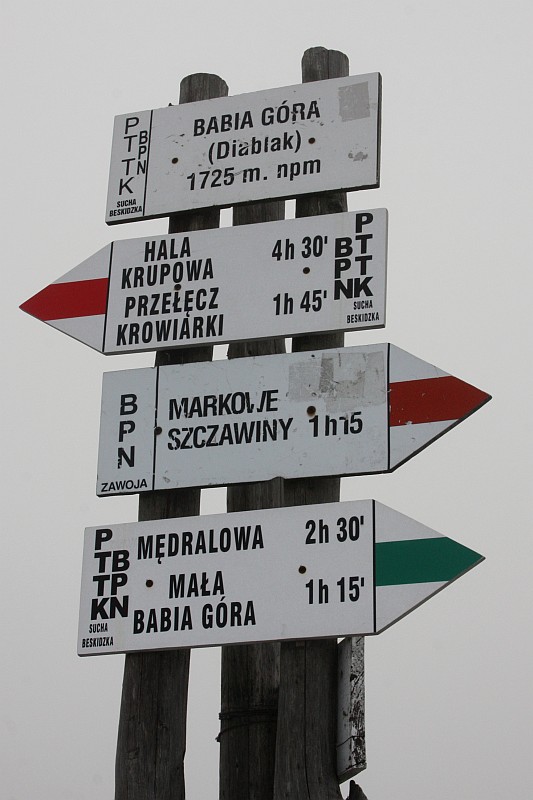 PTTK
BPN
SUCHA
BESKIDZKA
BABIA GÓRA
(Diablak)
1725 m. npm
HALA
KRUPOWA 4h 30'
PRZEŁĘCZ
KROWIARKI 1h 45'
PTTK
BPN
SUCHA
BESKIDZKA
BPN
ZAWOJA
MARKOWE
SZCZAWINY 1h15
PTTK
BPN
SUCHA
BESKIDZKA
MĘDRALOWA 2h 30'
MAŁA
BABIA GÓRA 1h 15'